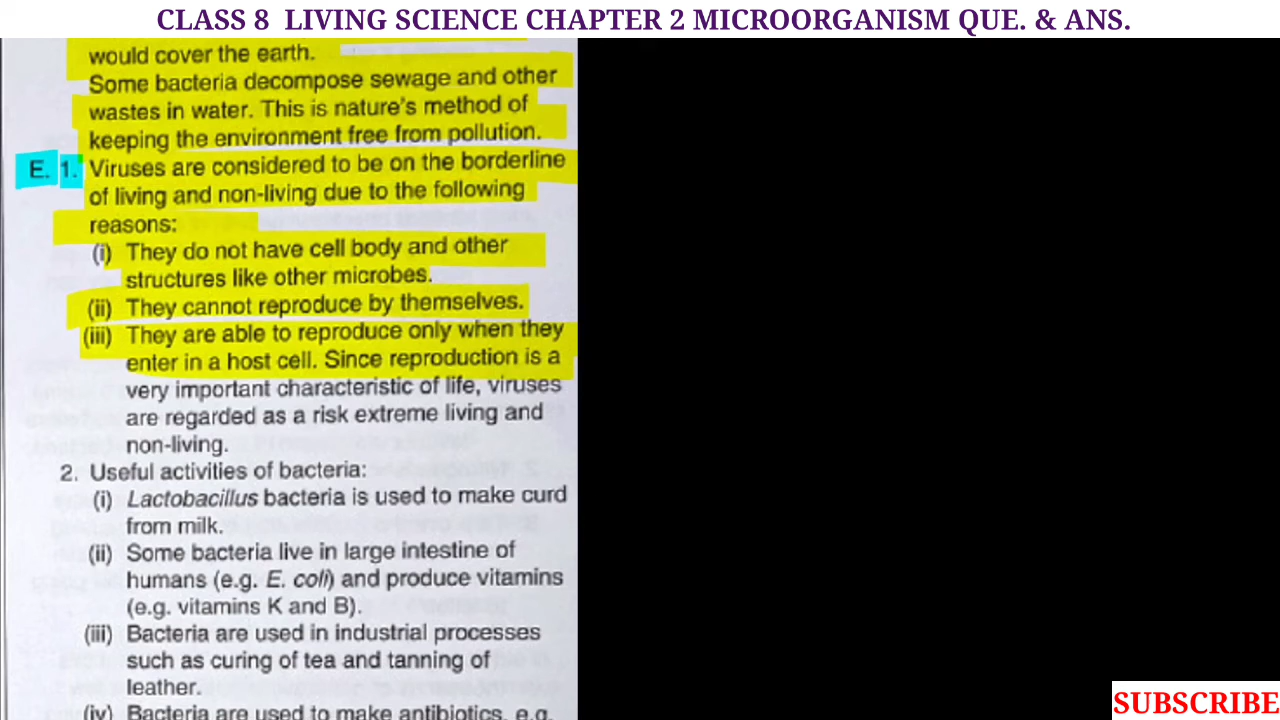 CLASS 8 LIVING SCIENCE CHAPTER 2 MICROORGANISM QUE. & ANS.
would cover the earth.
Some bacteria decompose sewage and other
wastes in water. This is nature's method of
keeping the environment free from pollution.
E. 1. Viruses are considered to be on the borderline
of living and non-living due to the following
reasons:
(i) They do not have cell body and other
structures like other microbes.
(ii) They cannot reproduce by themselves.
(iii) They are able to reproduce only when they
enter in a host cell. Since reproduction is a
very important characteristic of life, viruses
are regarded as a risk extreme living and
non-living.
2. Useful activities of bacteria:
(i) Lactobacillus bacteria is used to make curd
from milk.
(ii) Some bacteria live in large intestine of
humans (e.g. E. coli) and produce vitamins
(e.g. vitamins K and B).
(iii) Bacteria are used in industrial processes
such as curing of tea and tanning of
leather.
(iv) Bacteria are used to make antibiotics, e.g.
SUBSCRIBE